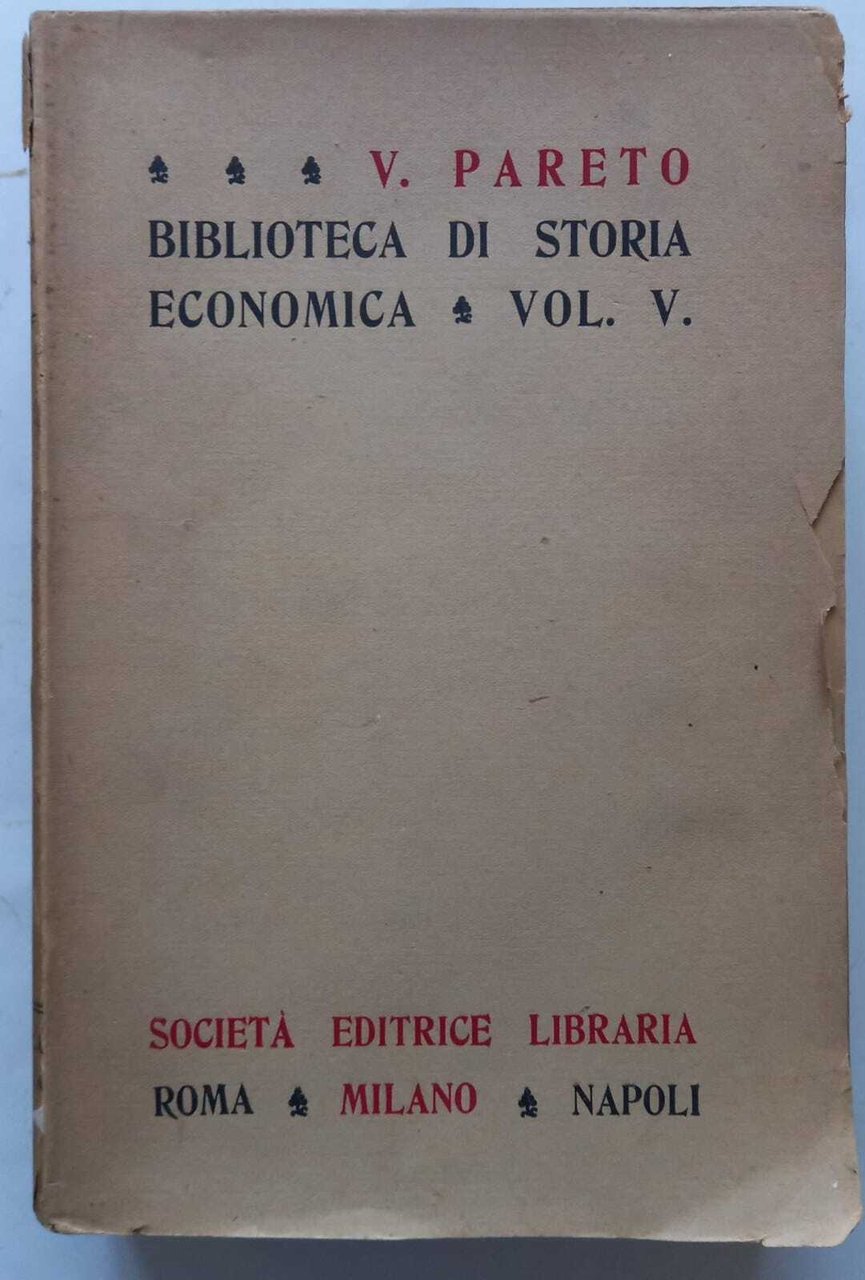 V. PARETO
BIBLIOTECA DI STORIA
ECONOMICA VOL. V.
SOCIETÀ EDITRICE LIBRARIA
ROMA MILANO NAPOLI